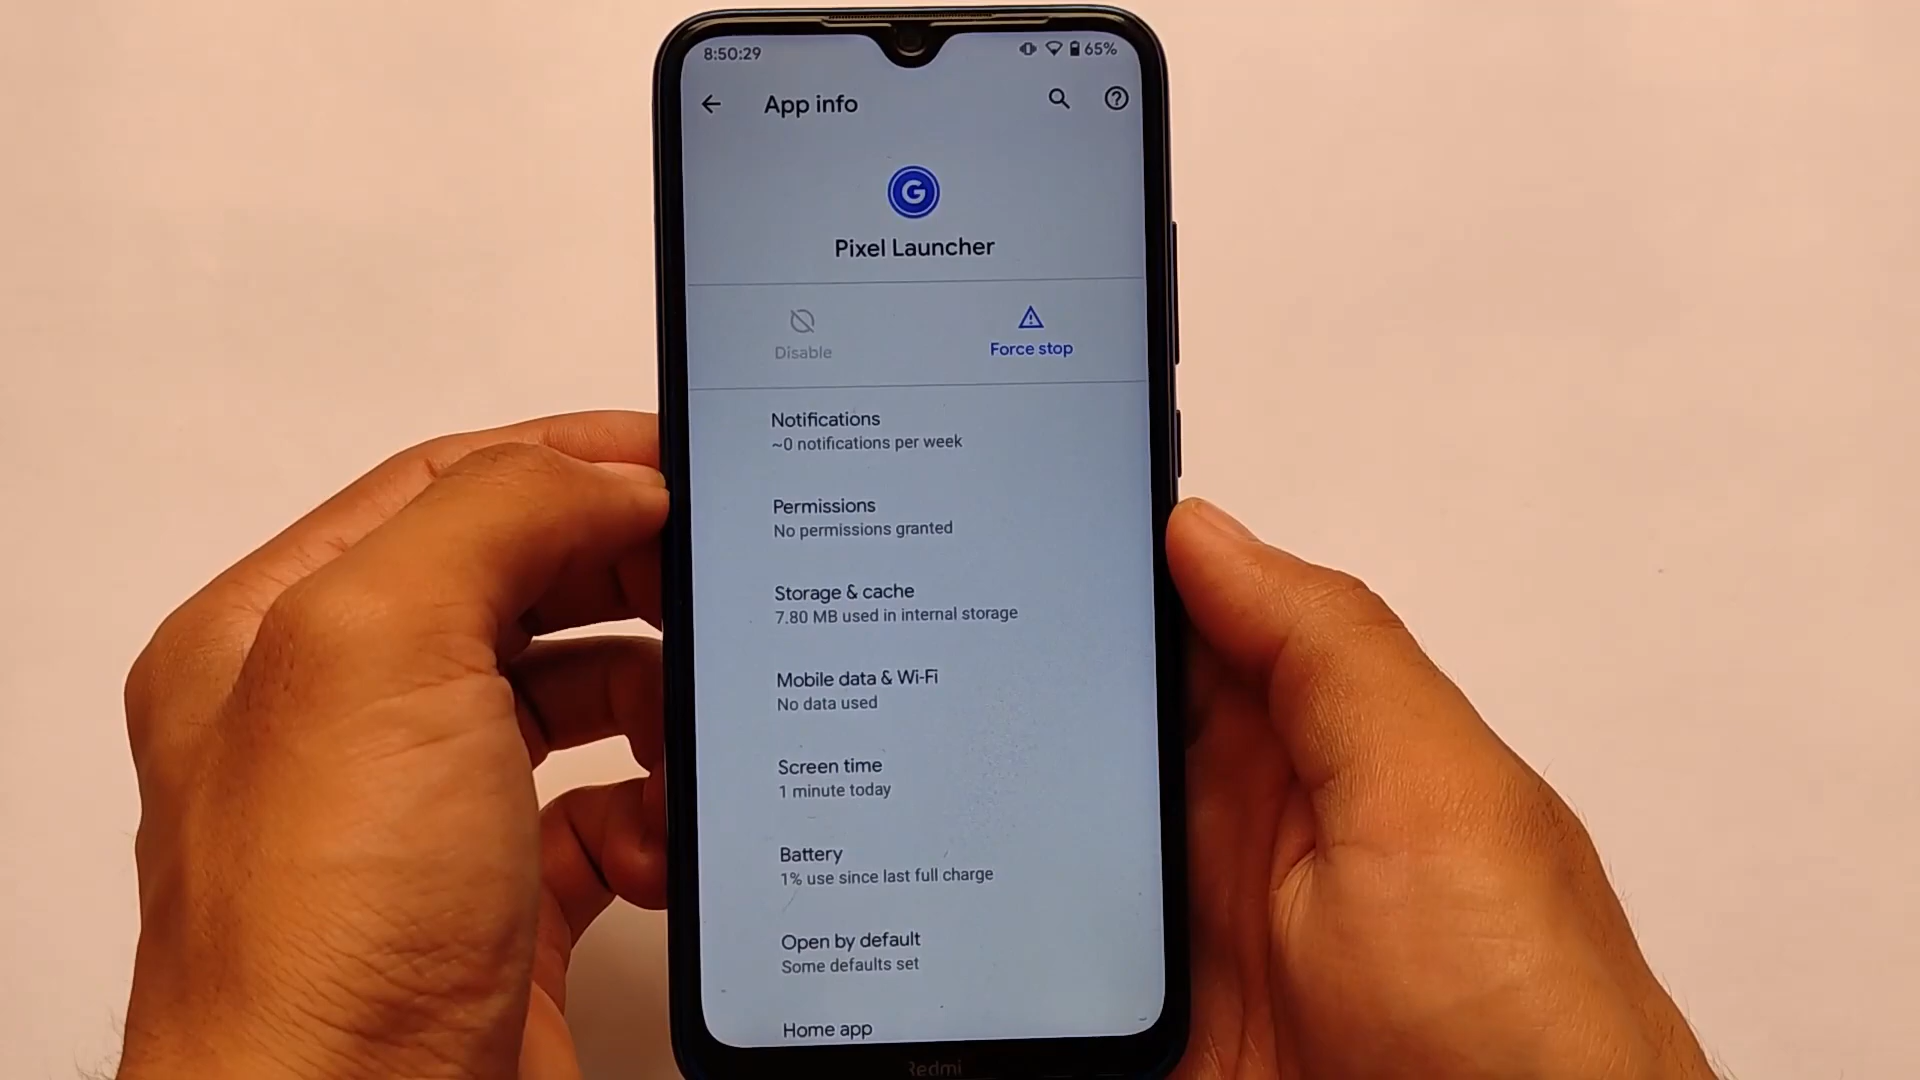 8:50:29
65%
App info
G
Pixel Launcher
Disable
Force stop
Notifications
~0 notifications per week
Permissions
No permissions granted
Storage & cache
7.80 MB used in internal storage
Mobile data & Wi-Fi
No data used
Screen time
1 minute today
Battery
1% use since last full charge
Open by default
Some defaults set
Home app
Redmi